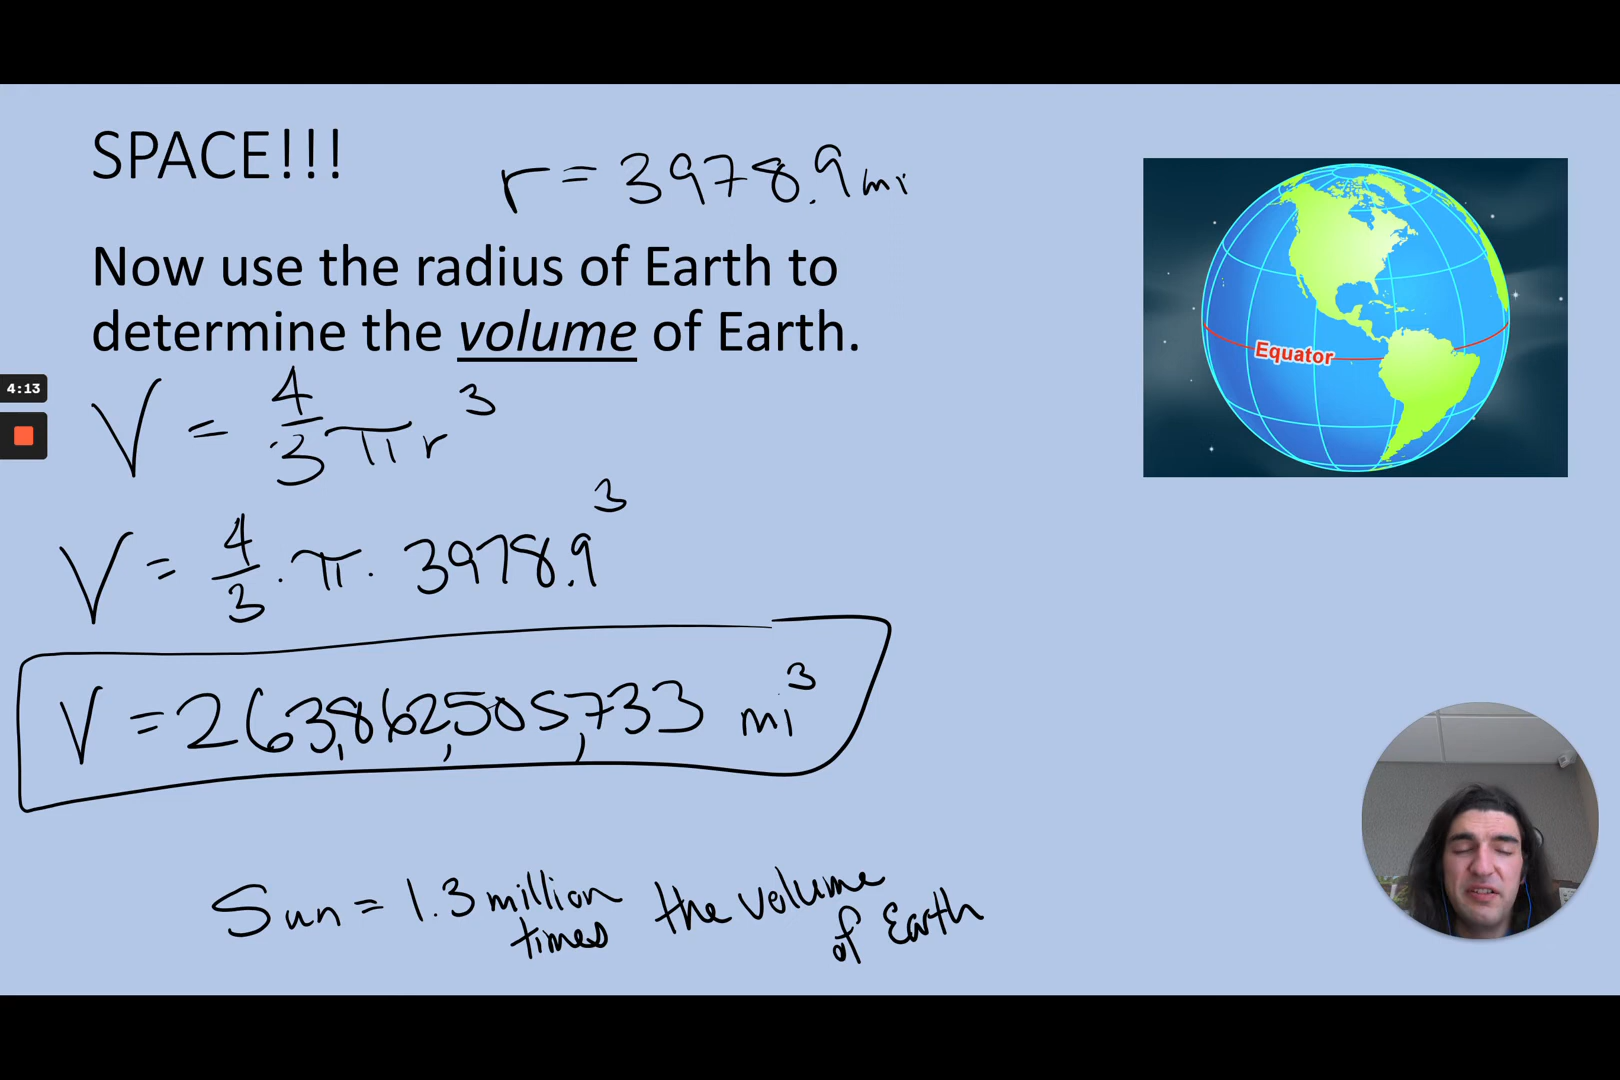 SPACE!!!
r = 3978.9 mi
Now use the radius of Earth to
determine the volume of Earth.
Equator
4:13
V = 4/3 π r³
V = 4/3 · π · 3978.9³
V = 263,862,505,733 mi³
Sun = 1.3 million the volume
times of Earth